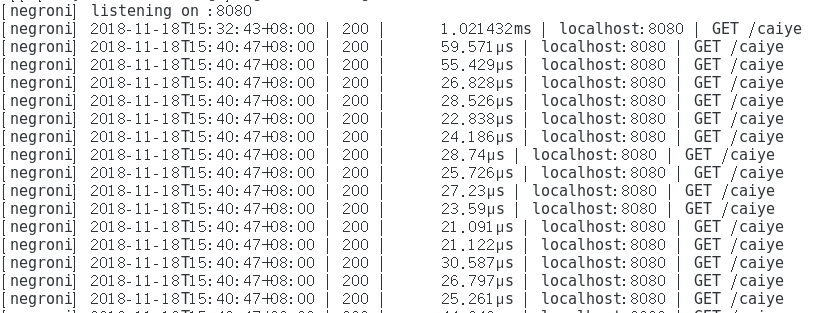 [negroni] listening on :8080
[negroni] 2018-11-18T15:32:43+08:00 | 200 | 1.021432ms | localhost:8080 | GET /caiye
[negroni] 2018-11-18T15:40:47+08:00 | 200 | 59.571µs | localhost:8080 | GET /caiye
[negroni] 2018-11-18T15:40:47+08:00 | 200 | 55.429µs | localhost:8080 | GET /caiye
[negroni] 2018-11-18T15:40:47+08:00 | 200 | 26.828µs | localhost:8080 | GET /caiye
[negroni] 2018-11-18T15:40:47+08:00 | 200 | 28.526µs | localhost:8080 | GET /caiye
[negroni] 2018-11-18T15:40:47+08:00 | 200 | 22.838µs | localhost:8080 | GET /caiye
[negroni] 2018-11-18T15:40:47+08:00 | 200 | 24.186µs | localhost:8080 | GET /caiye
[negroni] 2018-11-18T15:40:47+08:00 | 200 | 28.74µs | localhost:8080 | GET /caiye
[negroni] 2018-11-18T15:40:47+08:00 | 200 | 25.726µs | localhost:8080 | GET /caiye
[negroni] 2018-11-18T15:40:47+08:00 | 200 | 27.23µs | localhost:8080 | GET /caiye
[negroni] 2018-11-18T15:40:47+08:00 | 200 | 23.59µs | localhost:8080 | GET /caiye
[negroni] 2018-11-18T15:40:47+08:00 | 200 | 21.091µs | localhost:8080 | GET /caiye
[negroni] 2018-11-18T15:40:47+08:00 | 200 | 21.122µs | localhost:8080 | GET /caiye
[negroni] 2018-11-18T15:40:47+08:00 | 200 | 30.587µs | localhost:8080 | GET /caiye
[negroni] 2018-11-18T15:40:47+08:00 | 200 | 26.797µs | localhost:8080 | GET /caiye
[negroni] 2018-11-18T15:40:47+08:00 | 200 | 25.261µs | localhost:8080 | GET /caiye